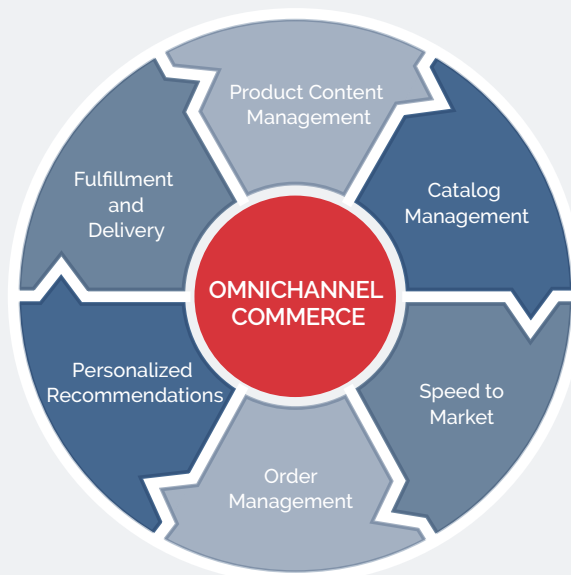 Product Content
Management
Catalog
Management
Speed to
Market
Order
Management
Personalized
Recommendations
Fulfillment
and
Delivery
OMNICHANNEL
COMMERCE